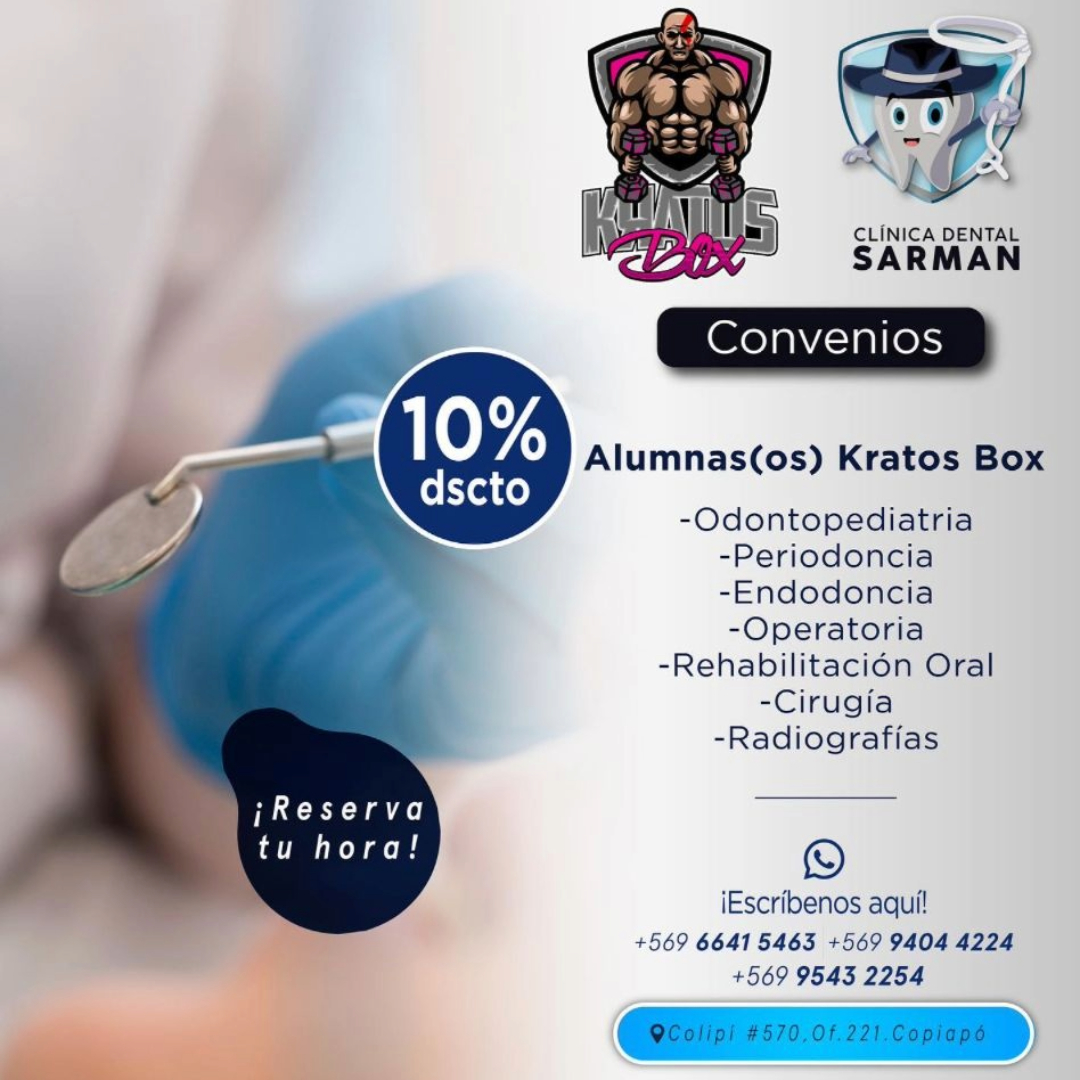 KRATOS
Box
CLÍNICA DENTAL
SARMAN
Convenios
10%
dscto
Alumnas(os) Kratos Box
-Odontopediatria
-Periodoncia
-Endodoncia
-Operatoria
-Rehabilitación Oral
-Cirugía
-Radiografías
¡Reserva
tu hora!
¡Escríbenos aquí!
+569 6641 5463 +569 9404 4224
+569 9543 2254
Colipi #570,Of.221.Copiapó